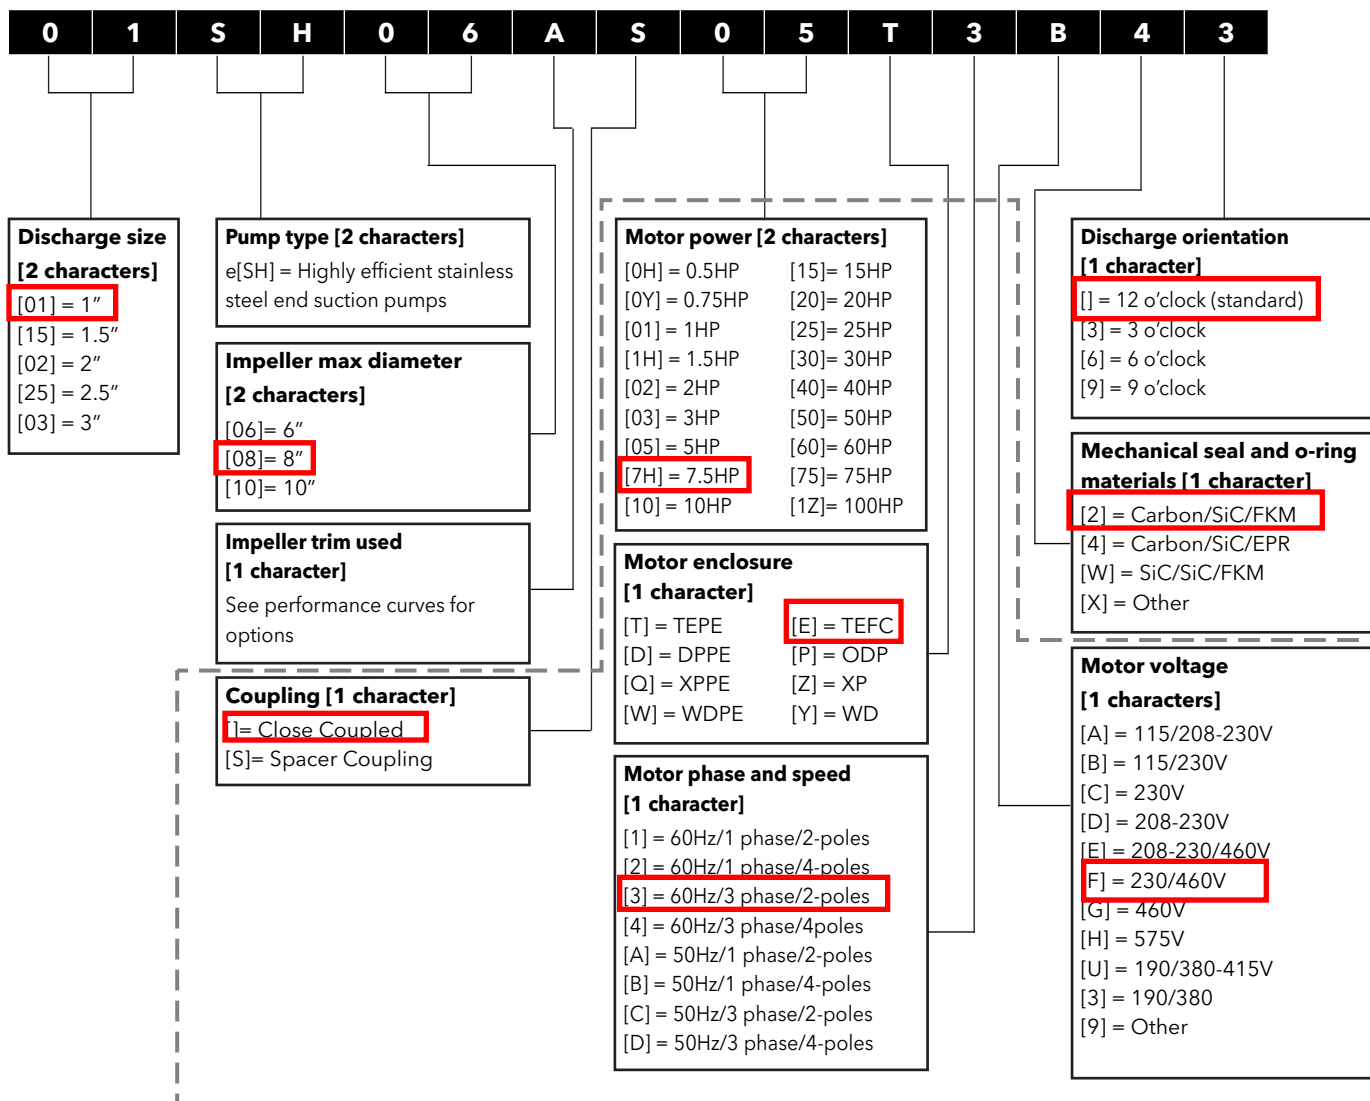 0 1 S H 0 6 A S 0 5 T 3 B 4 3
Discharge size
[2 characters]
[01] = 1”
[15] = 1.5”
[02] = 2”
[25] = 2.5”
[03] = 3”
Pump type [2 characters]
e[SH] = Highly efficient stainless
steel end suction pumps
Impeller max diameter
[2 characters]
[06]= 6”
[08]= 8”
[10]= 10”
Impeller trim used
[1 character]
See performance curves for
options
Coupling [1 character]
[]= Close Coupled
[S]= Spacer Coupling
Motor power [2 characters]
[0H] = 0.5HP [15]= 15HP
[0Y] = 0.75HP [20]= 20HP
[01] = 1HP [25]= 25HP
[1H] = 1.5HP [30]= 30HP
[02] = 2HP [40]= 40HP
[03] = 3HP [50]= 50HP
[05] = 5HP [60]= 60HP
[7H] = 7.5HP [75]= 75HP
[10] = 10HP [1Z]= 100HP
Motor enclosure
[1 character]
[T] = TEPE [E] = TEFC
[D] = DPPE [P] = ODP
[Q] = XPPE [Z] = XP
[W] = WDPE [Y] = WD
Motor phase and speed
[1 character]
[1] = 60Hz/1 phase/2-poles
[2] = 60Hz/1 phase/4-poles
[3] = 60Hz/3 phase/2-poles
[4] = 60Hz/3 phase/4poles
[A] = 50Hz/1 phase/2-poles
[B] = 50Hz/1 phase/4-poles
[C] = 50Hz/3 phase/2-poles
[D] = 50Hz/3 phase/4-poles
Discharge orientation
[1 character]
[] = 12 o’clock (standard)
[3] = 3 o’clock
[6] = 6 o’clock
[9] = 9 o’clock
Mechanical seal and o-ring
materials [1 character]
[2] = Carbon/SiC/FKM
[4] = Carbon/SiC/EPR
[W] = SiC/SiC/FKM
[X] = Other
Motor voltage
[1 characters]
[A] = 115/208-230V
[B] = 115/230V
[C] = 230V
[D] = 208-230V
[E] = 208-230/460V
F] = 230/460V
[G] = 460V
[H] = 575V
[U] = 190/380-415V
[3] = 190/380
[9] = Other